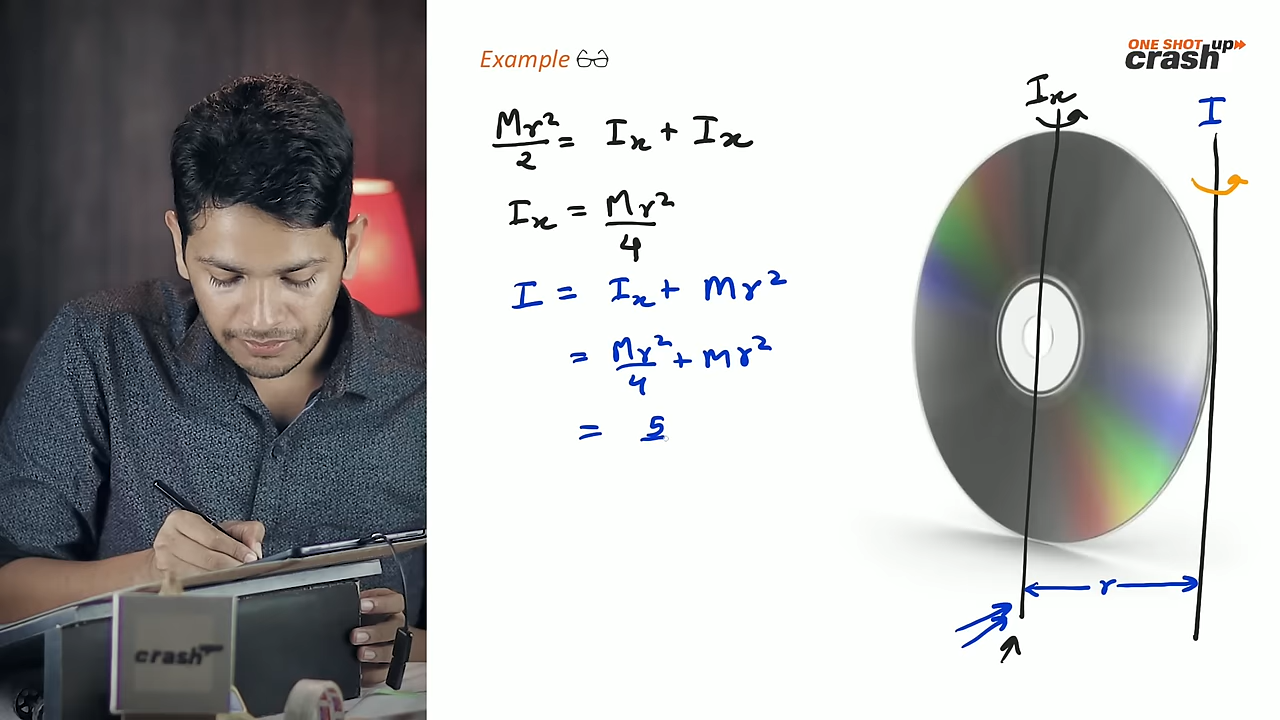 Example
ONE SHOT up
crash
Mr²/2 = Ix + Ix
Ix = Mr²/4
I = Ix + Mr²
= Mr²/4 + Mr²
= 5
Ix
I
r
crash up